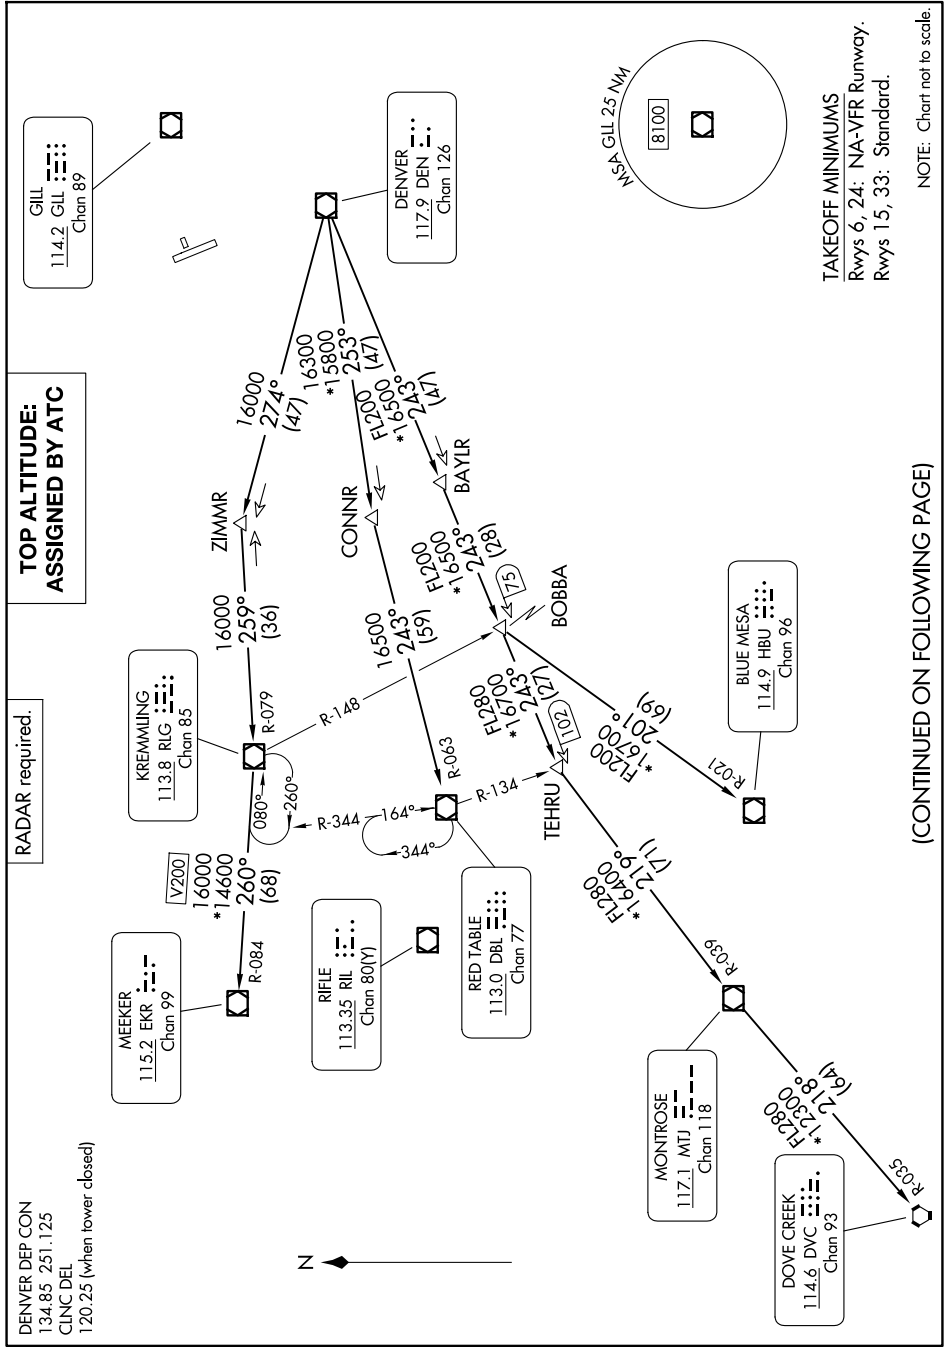 DENVER DEP CON
134.85 251.125
CLNC DEL
120.25 (when tower closed)
RADAR required.
TOP ALTITUDE:
ASSIGNED BY ATC
GILL
114.2 GLL
Chan 89
DENVER
117.9 DEN
Chan 126
MSA GLL 25 NM
8100
TAKEOFF MINIMUMS
Rwys 6, 24: NA-VFR Runway.
Rwys 15, 33: Standard.
NOTE: Chart not to scale.
16000
274°
(47)
ZIMMR
16300
*15800
253°
(47)
CONNR
FL200
*16500
243°
(47)
BAYLR
16000
259°
(36)
R-079
KREMMLING
113.8 RLG
Chan 85
080°
260°
V200
16000
*14600
260°
(68)
R-084
MEEKER
115.2 EKR
Chan 99
16500
243°
(59)
R-063
R-148
R-344
164°
344°
R-134
RIFLE
113.35 RIL
Chan 80(Y)
RED TABLE
113.0 DBL
Chan 77
FL200
*16500
243°
(28)
75
BOBBA
FL280
*16700
243°
(27)
102
TEHRU
FL200
*16700
201°
(69)
R-021
BLUE MESA
114.9 HBU
Chan 96
FL280
*16400
219°
(71)
R-039
MONTROSE
117.1 MTJ
Chan 118
FL280
*12300
218°
(64)
R-035
DOVE CREEK
114.6 DVC
Chan 93
N
(CONTINUED ON FOLLOWING PAGE)